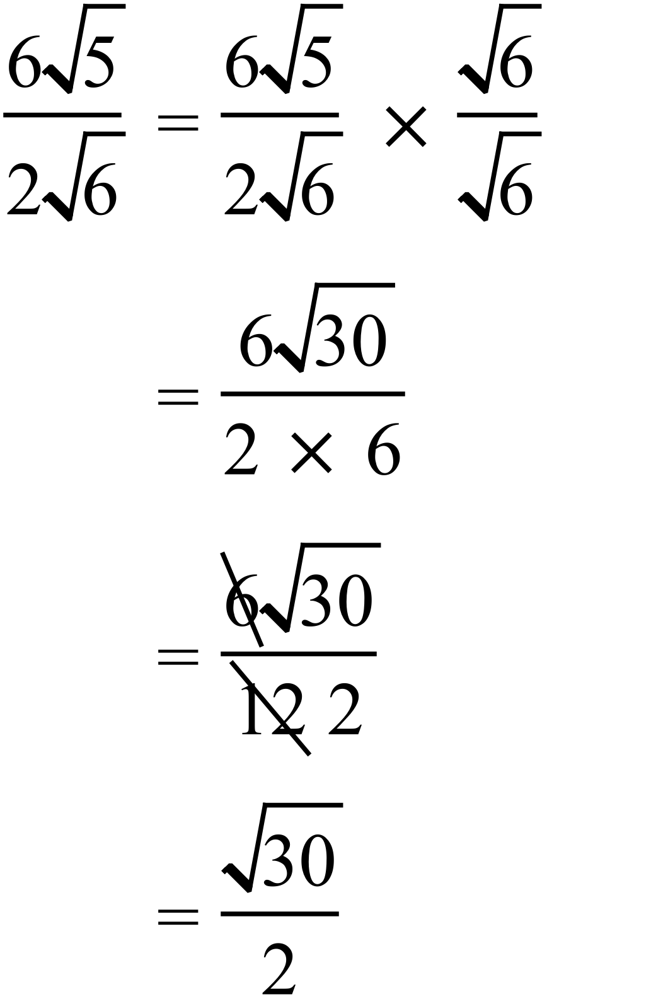 6√5/2√6 = 6√5/2√6 × √6/√6
= 6√30/2 × 6
= 6√30/12 2
= √30/2